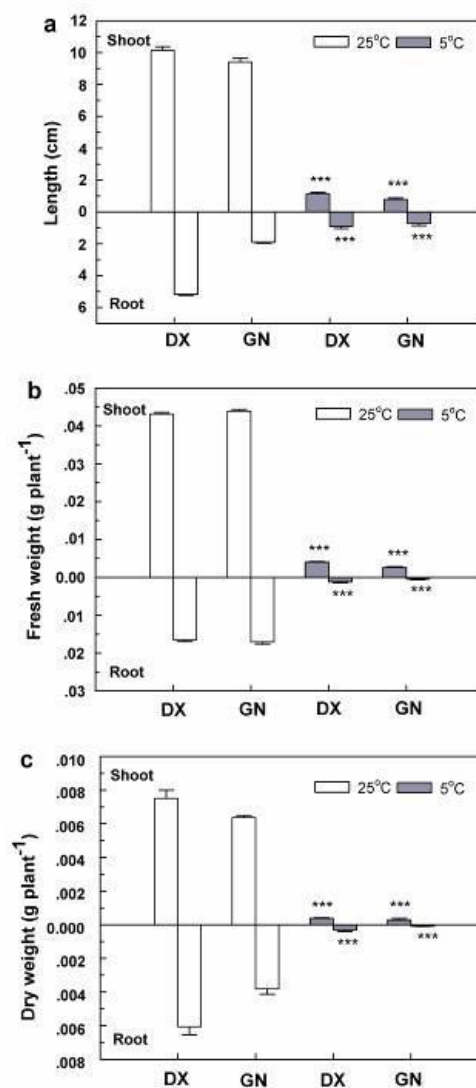 a
Shoot
25°C 5°C
12
10
8
6
4
2
0
2
4
6
Length (cm)
*** ***
*** ***
Root
DX GN DX GN
b
Shoot
25°C 5°C
.05
.04
.03
.02
.01
0.00
.01
.02
.03
Fresh weight (g plant-1)
*** ***
*** ***
Root
DX GN DX GN
c
Shoot
25°C 5°C
.010
.008
.006
.004
.002
0.000
.002
.004
.006
.008
Dry weight (g plant-1)
*** ***
*** ***
Root
DX GN DX GN